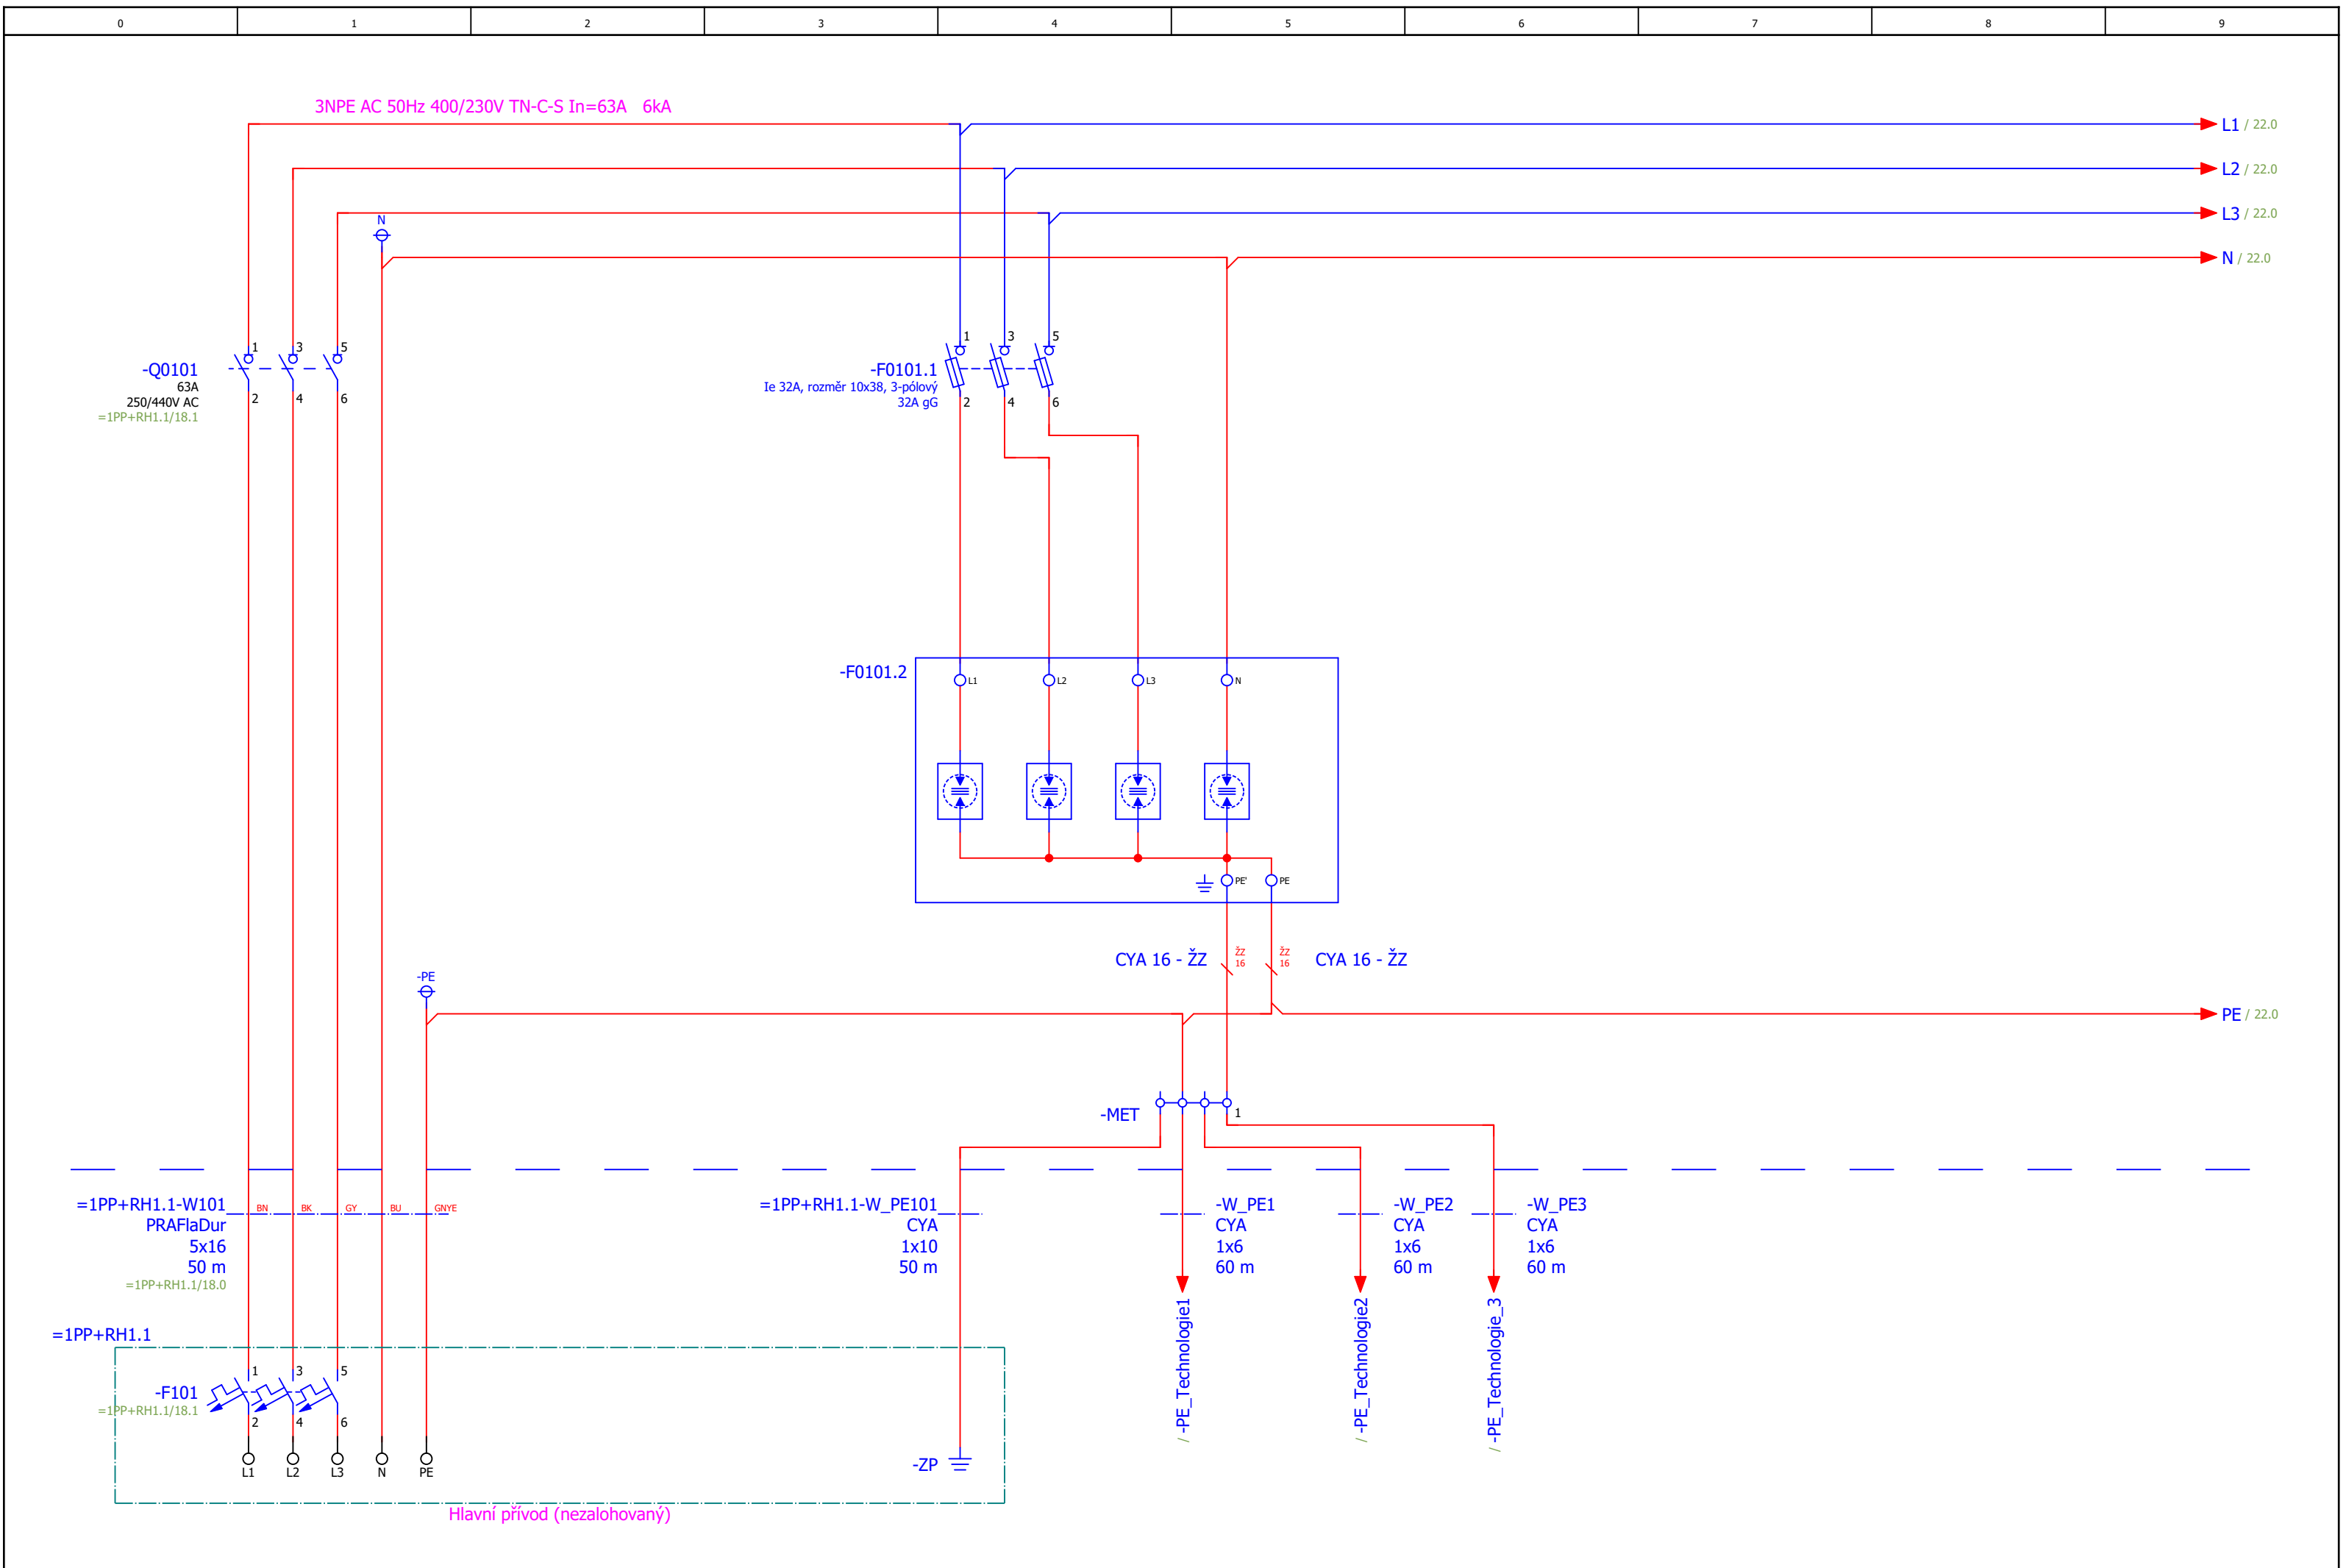 0 1 2 3 4 5 6 7 8 9
3NPE AC 50Hz 400/230V TN-C-S In=63A 6kA
L1 / 22.0
L2 / 22.0
L3 / 22.0
N
N / 22.0
-Q0101
63A
250/440V AC
=1PP+RH1.1/18.1
1 3 5
2 4 6
-F0101.1
Ie 32A, rozměr 10x38, 3-pólový
32A gG
1 3 5
2 4 6
-F0101.2
L1 L2 L3 N
PE' PE
CYA 16 - ŽZ
ŽZ
16
ŽZ
16
CYA 16 - ŽZ
-PE
PE / 22.0
-MET
1
=1PP+RH1.1-W101
PRAFlaDur
5x16
50 m
=1PP+RH1.1/18.0
BN BK GY BU GNYE
=1PP+RH1.1-W_PE101
CYA
1x10
50 m
-W_PE1
CYA
1x6
60 m
-W_PE2
CYA
1x6
60 m
-W_PE3
CYA
1x6
60 m
/ -PE_Technologie1
/ -PE_Technologie2
/ -PE_Technologie_3
=1PP+RH1.1
-F101
=1PP+RH1.1/18.1
1 3 5
2 4 6
L1 L2 L3 N PE
-ZP
Hlavní přívod (nezalohovaný)